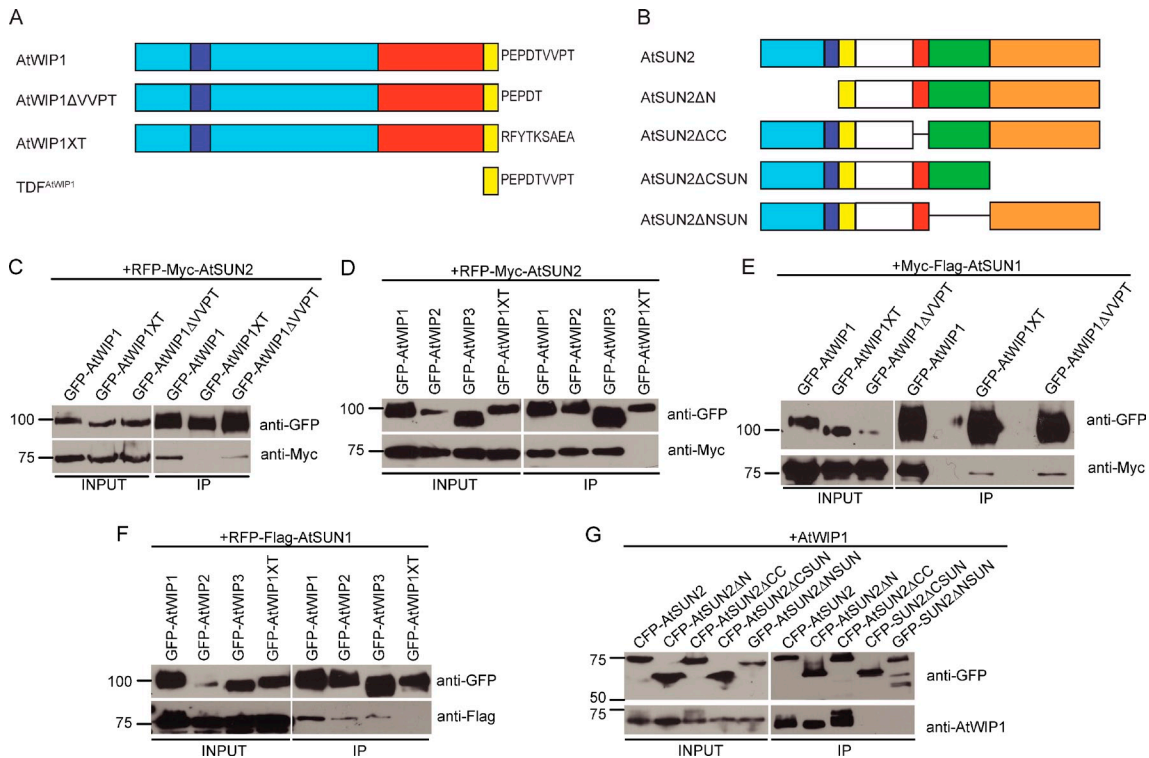 A
AtWIP1
PEPDTVVPT
AtWIP1ΔVVPT
PEPDT
AtWIP1XT
RFYTKSAEA
TDFAtWIP1
PEPDTVVPT
B
AtSUN2
AtSUN2ΔN
AtSUN2ΔCC
AtSUN2ΔCSUN
AtSUN2ΔNSUN
C
+RFP-Myc-AtSUN2
GFP-AtWIP1
GFP-AtWIP1XT
GFP-AtWIP1ΔVVPT
GFP-AtWIP1
GFP-AtWIP1XT
GFP-AtWIP1ΔVVPT
100
anti-GFP
75
anti-Myc
INPUT
IP
D
+RFP-Myc-AtSUN2
GFP-AtWIP1
GFP-AtWIP2
GFP-AtWIP3
GFP-AtWIP1XT
GFP-AtWIP1
GFP-AtWIP2
GFP-AtWIP3
GFP-AtWIP1XT
100
anti-GFP
75
anti-Myc
INPUT
IP
E
+Myc-Flag-AtSUN1
GFP-AtWIP1
GFP-AtWIP1XT
GFP-AtWIP1ΔVVPT
GFP-AtWIP1
GFP-AtWIP1XT
GFP-AtWIP1ΔVVPT
100
anti-GFP
75
anti-Myc
INPUT
IP
F
+RFP-Flag-AtSUN1
GFP-AtWIP1
GFP-AtWIP2
GFP-AtWIP3
GFP-AtWIP1XT
GFP-AtWIP1
GFP-AtWIP2
GFP-AtWIP3
GFP-AtWIP1XT
100
anti-GFP
75
anti-Flag
INPUT
IP
G
+AtWIP1
CFP-AtSUN2
CFP-AtSUN2ΔN
CFP-AtSUN2ΔCC
CFP-AtSUN2ΔCSUN
GFP-AtSUN2ΔNSUN
CFP-AtSUN2
CFP-AtSUN2ΔN
CFP-AtSUN2ΔCC
CFP-SUN2ΔCSUN
GFP-SUN2ΔNSUN
75
anti-GFP
50
75
anti-AtWIP1
INPUT
IP